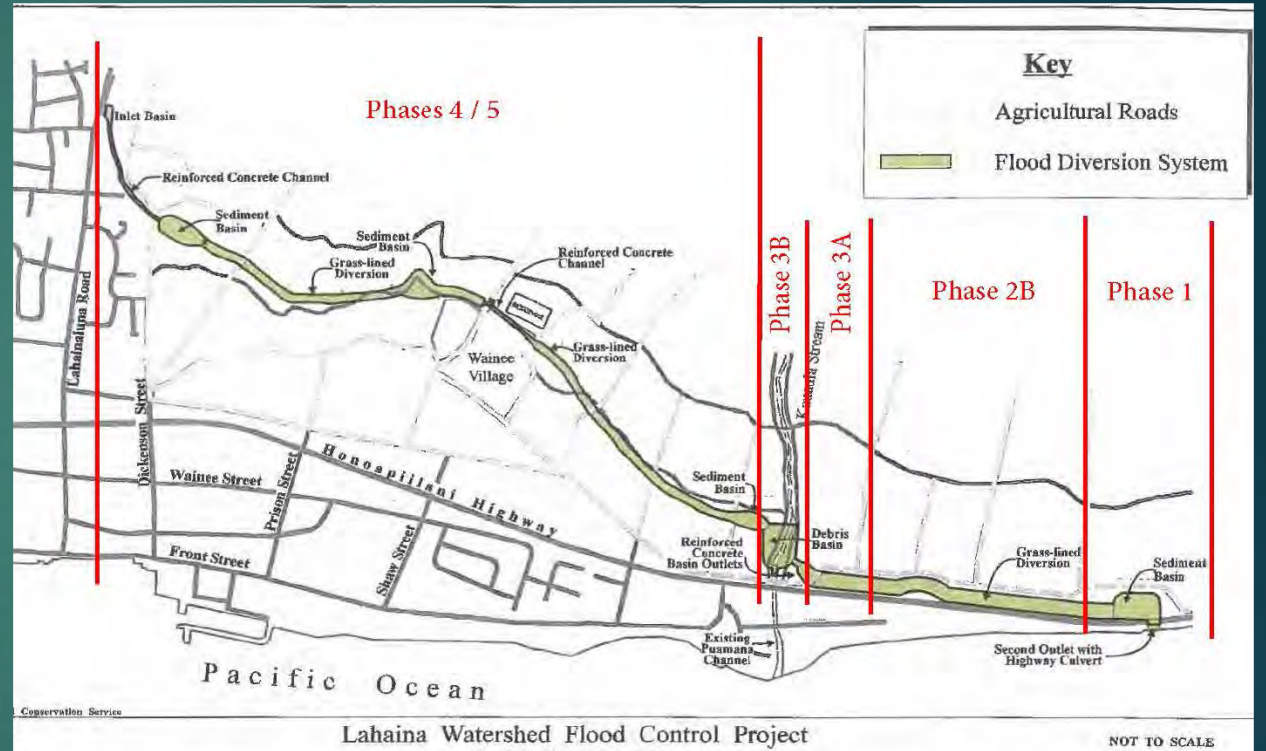 Key
Agricultural Roads
Flood Diversion System
Phases 4 / 5
Phase 3B
Phase 3A
Phase 2B
Phase 1
Inlet Basin
Reinforced Concrete Channel
Sediment
Basin
Grass-lined
Diversion
Sediment
Basin
Reinforced Concrete
Channel
Grass-lined
Diversion
Wainee
Village
Lahainaluna Road
Dickenson Street
Wainee Street
Prison Street
Front Street
Shaw Street
Honoapiilani Highway
Sediment
Basin
Reinforced
Concrete
Basin Outlets
Debris
Basin
Stream
Existing
Puamana
Channel
Grass-lined
Diversion
Sediment
Basin
Second Outlet with
Highway Culvert
Pacific Ocean
Conservation Service
Lahaina Watershed Flood Control Project
NOT TO SCALE